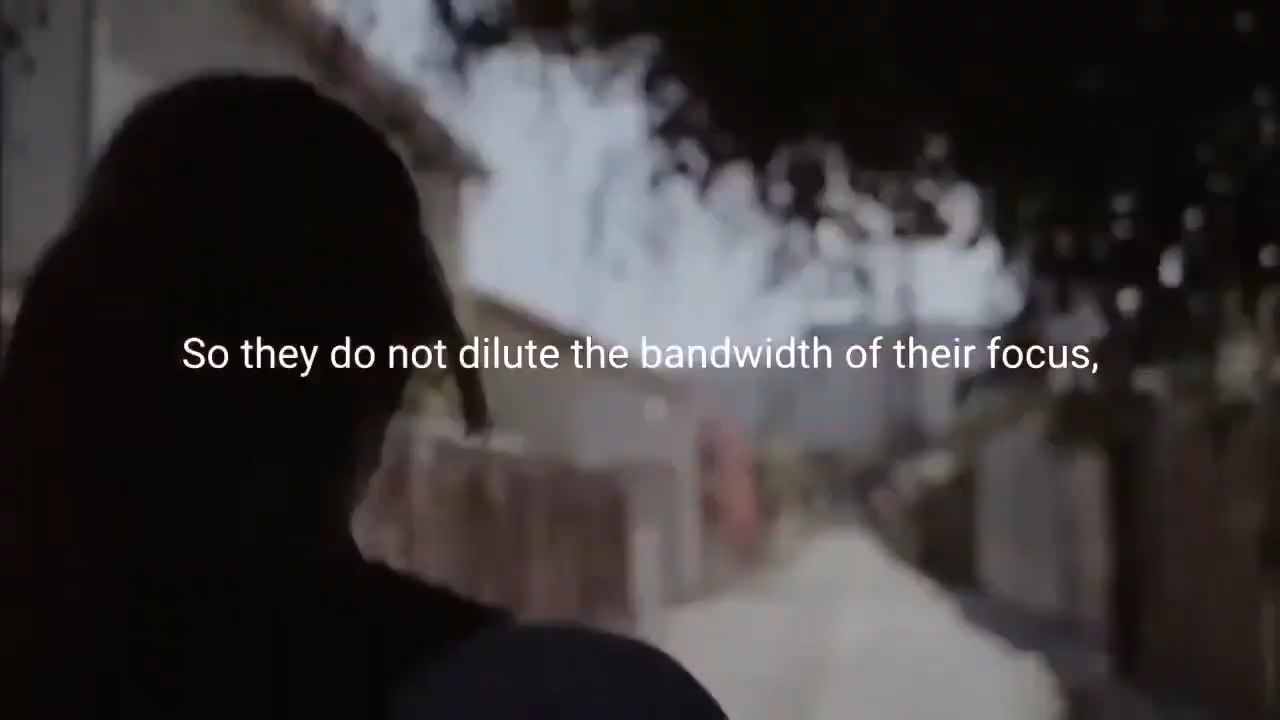 So they do not dilute the bandwidth of their focus,